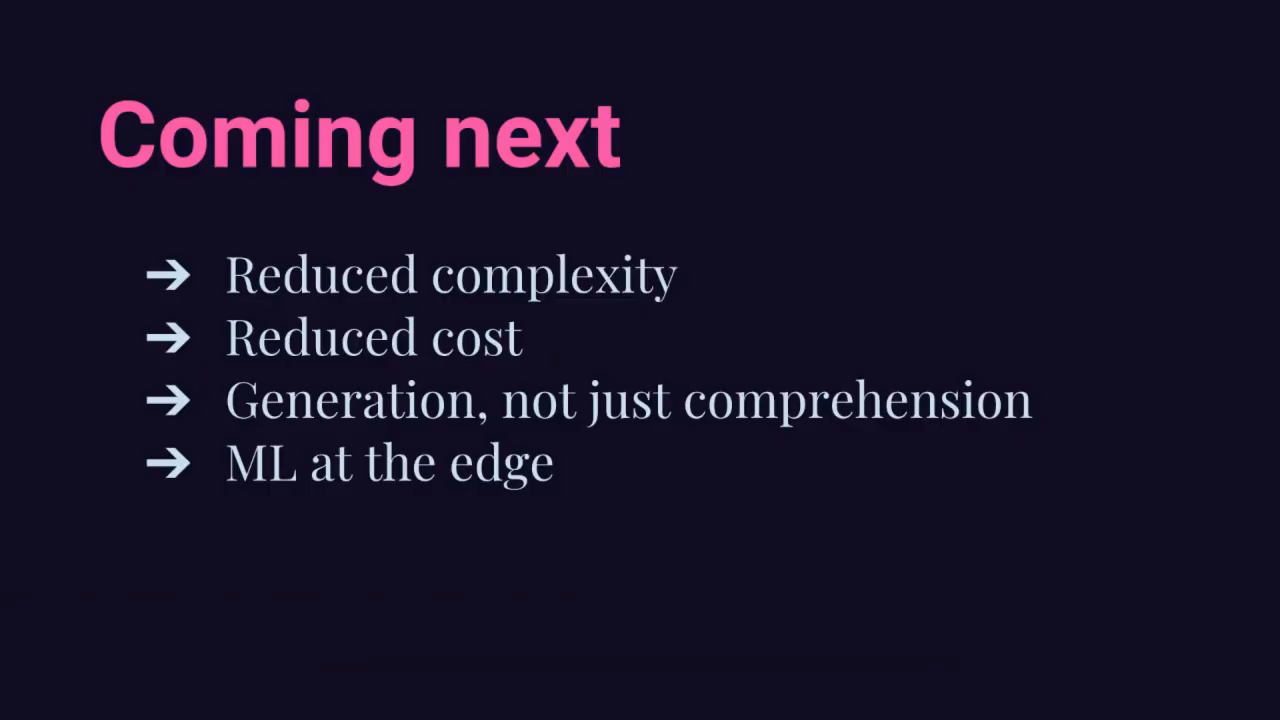 Coming next
➔ Reduced complexity
➔ Reduced cost
➔ Generation, not just comprehension
➔ ML at the edge